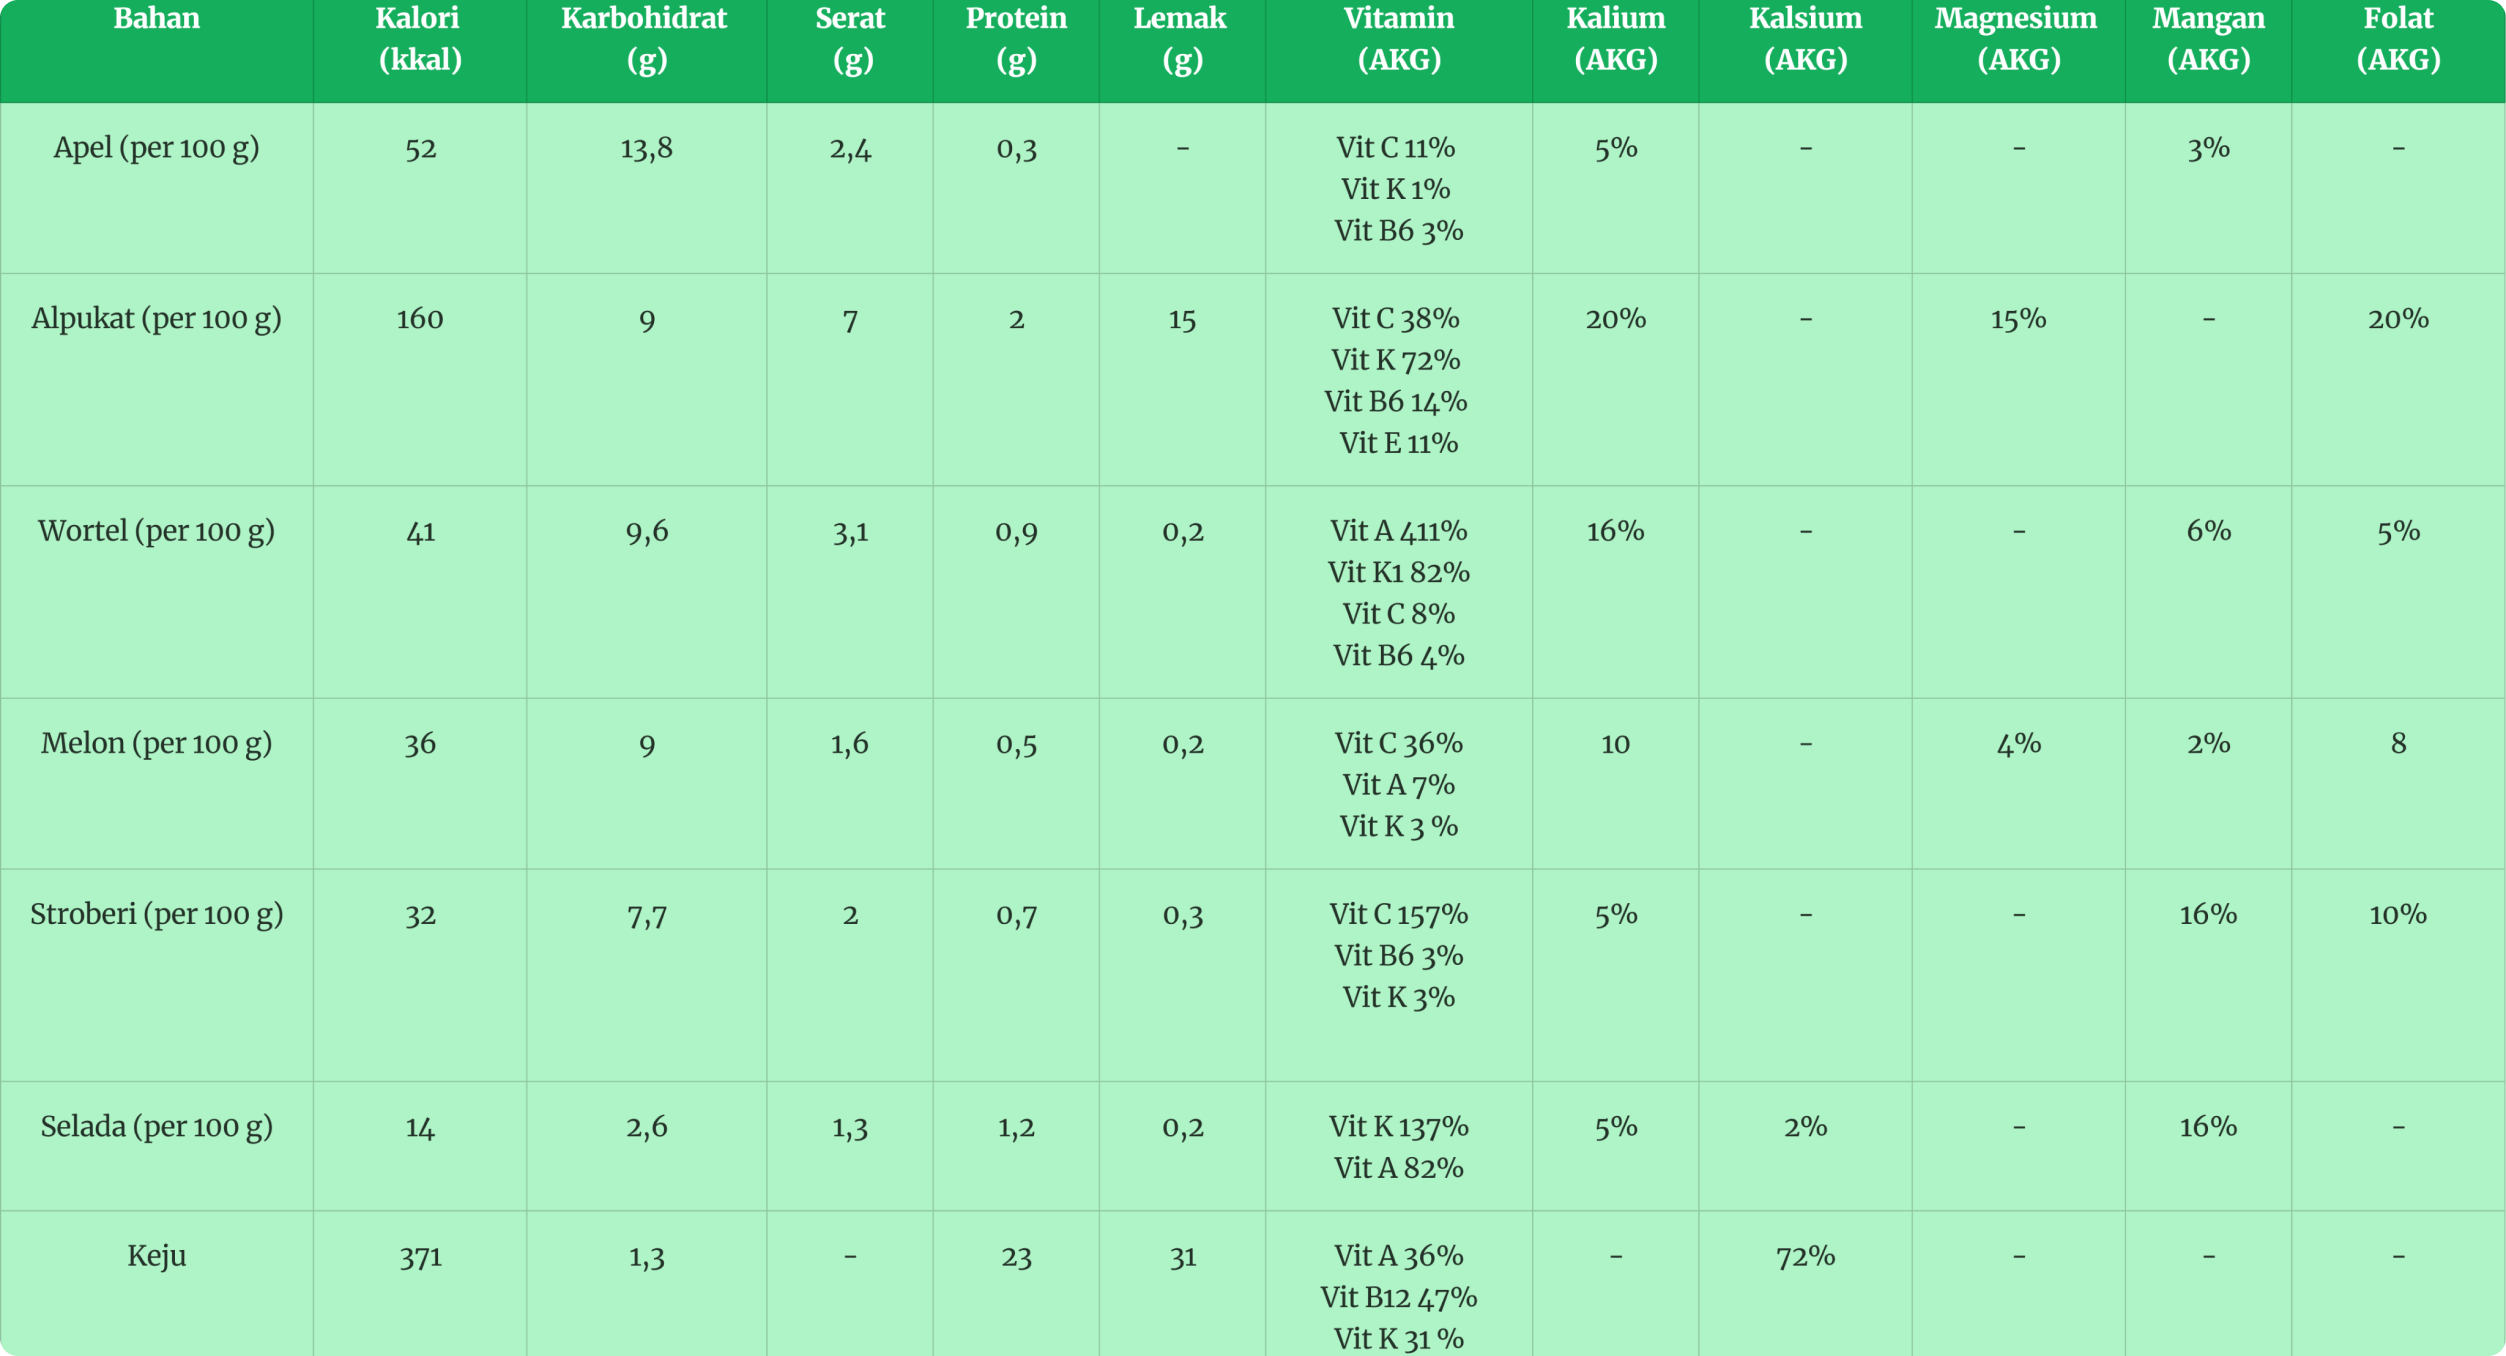 Bahan Kalori Karbohidrat Serat Protein Lemak Vitamin Kalium Kalsium Magnesium Mangan Folat
(kkal) (g) (g) (g) (g) (AKG) (AKG) (AKG) (AKG) (AKG) (AKG)
Apel (per 100 g) 52 13,8 2,4 0,3 - Vit C 11% 5% - - 3% -
Vit K 1%
Vit B6 3%
Alpukat (per 100 g) 160 9 7 2 15 Vit C 38% 20% - 15% - 20%
Vit K 72%
Vit B6 14%
Vit E 11%
Wortel (per 100 g) 41 9,6 3,1 0,9 0,2 Vit A 411% 16% - - 6% 5%
Vit K1 82%
Vit C 8%
Vit B6 4%
Melon (per 100 g) 36 9 1,6 0,5 0,2 Vit C 36% 10 - 4% 2% 8
Vit A 7%
Vit K 3 %
Stroberi (per 100 g) 32 7,7 2 0,7 0,3 Vit C 157% 5% - - 16% 10%
Vit B6 3%
Vit K 3%
Selada (per 100 g) 14 2,6 1,3 1,2 0,2 Vit K 137% 5% 2% - 16% -
Vit A 82%
Keju 371 1,3 - 23 31 Vit A 36% - 72% - - -
Vit B12 47%
Vit K 31 %